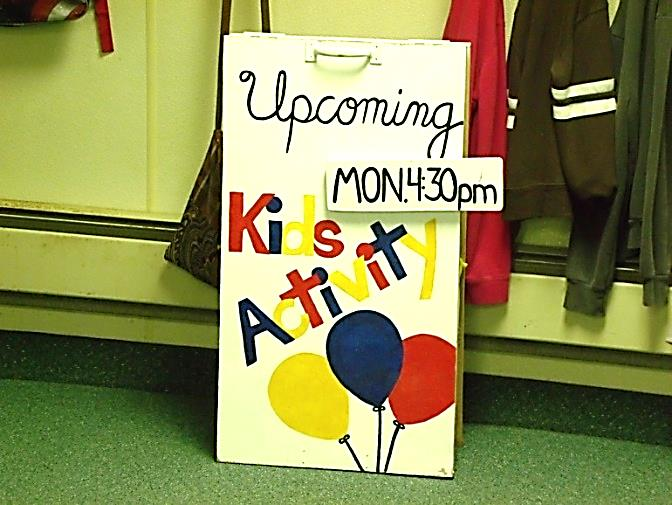 Upcoming
MON. 4:30pm
Kids
Activity